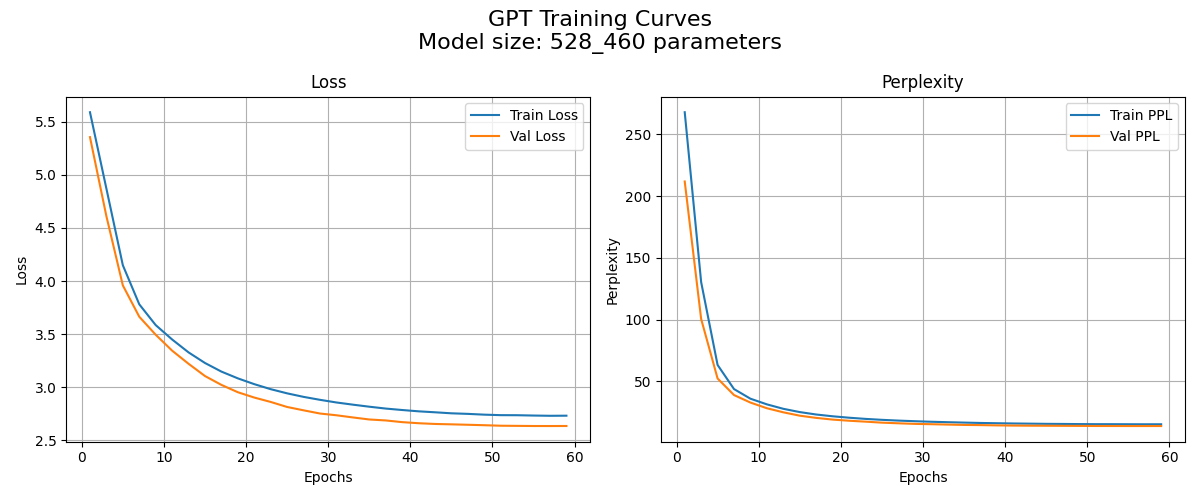 GPT Training Curves
Model size: 528_460 parameters
Loss
Train Loss
Val Loss
5.5
5.0
4.5
4.0
3.5
3.0
2.5
Loss
0 10 20 30 40 50 60
Epochs
Perplexity
Train PPL
Val PPL
250
200
150
100
50
Perplexity
0 10 20 30 40 50 60
Epochs